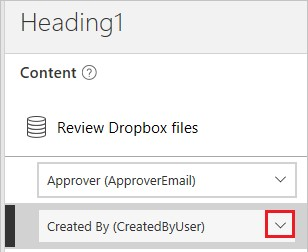 Heading1
Content ?
Review Dropbox files
Approver (ApproverEmail)
Created By (CreatedByUser)